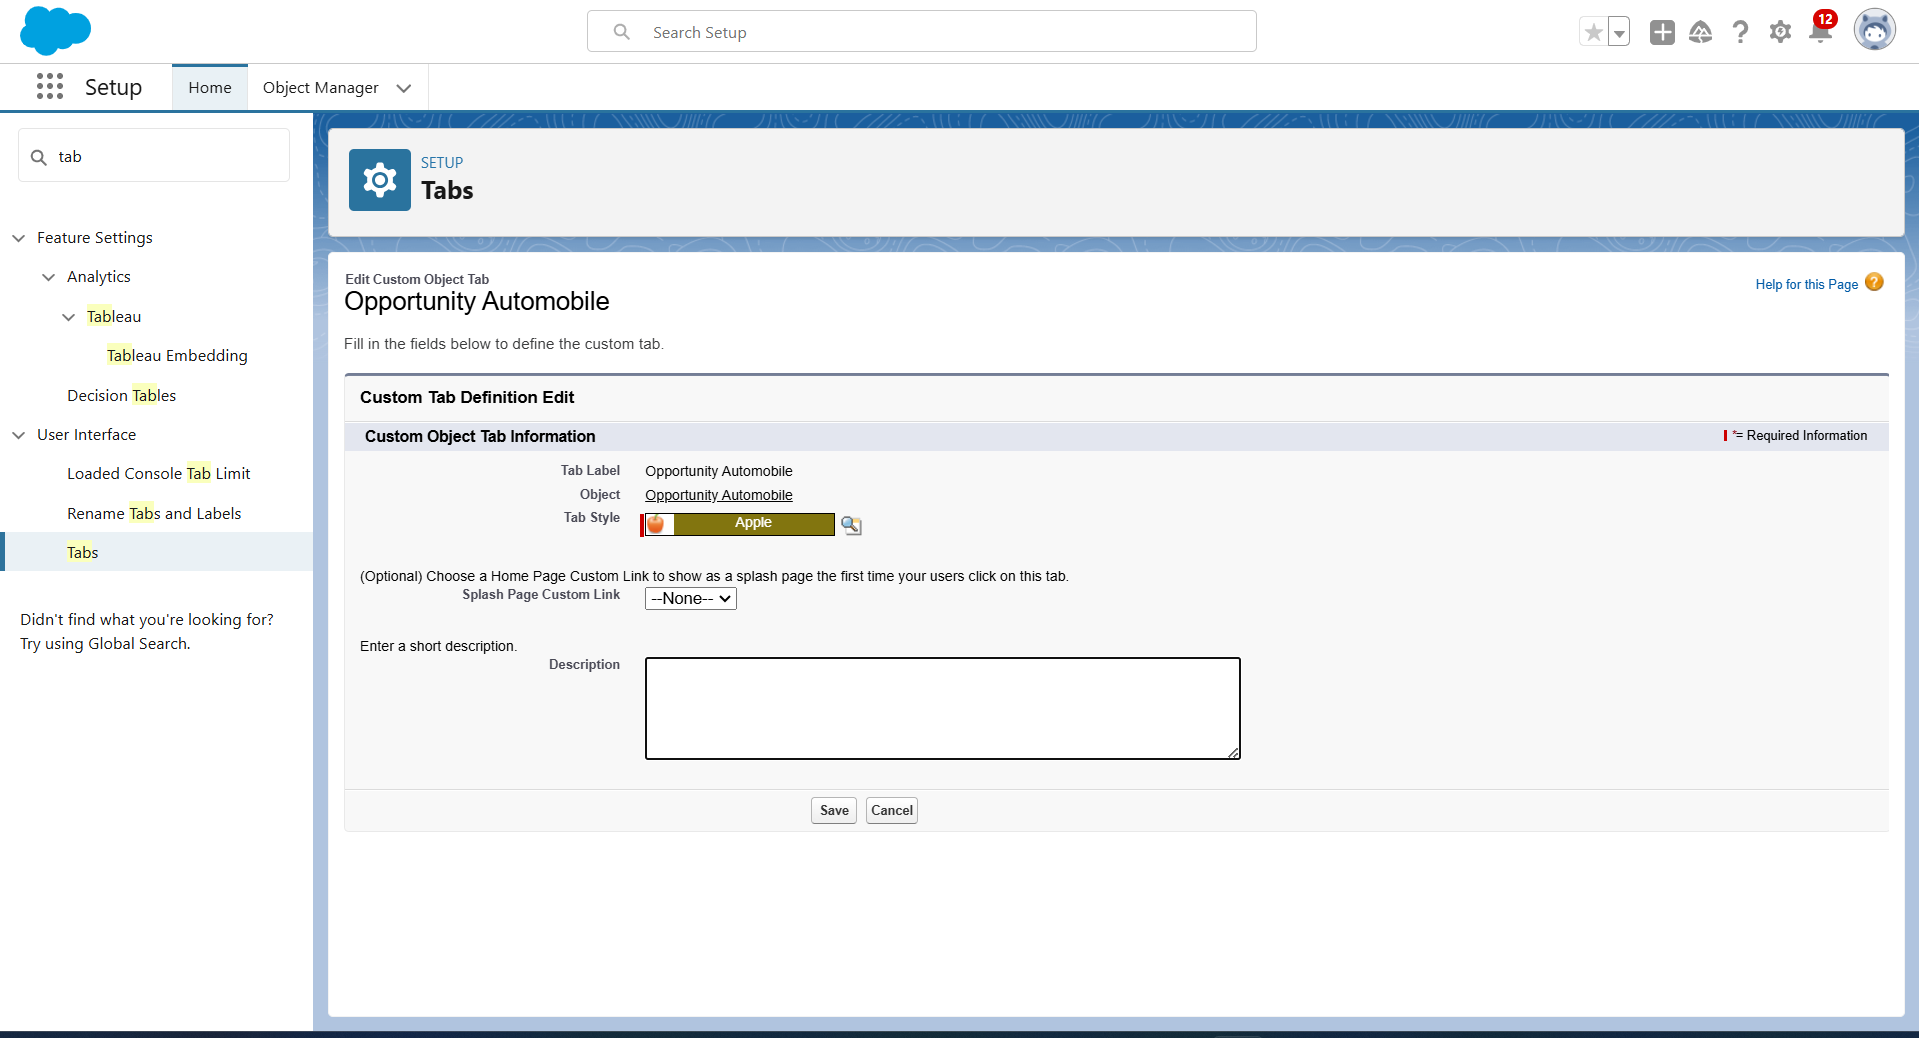 Search Setup
12
Setup
Home
Object Manager
tab
Feature Settings
Analytics
Tableau
Tableau Embedding
Decision Tables
User Interface
Loaded Console Tab Limit
Rename Tabs and Labels
Tabs
Didn't find what you're looking for?
Try using Global Search.
SETUP
Tabs
Edit Custom Object Tab
Opportunity Automobile
Help for this Page
Fill in the fields below to define the custom tab.
Custom Tab Definition Edit
Custom Object Tab Information
*= Required Information
Tab Label Opportunity Automobile
Object Opportunity Automobile
Tab Style Apple
(Optional) Choose a Home Page Custom Link to show as a splash page the first time your users click on this tab.
Splash Page Custom Link --None--
Enter a short description.
Description
Save Cancel